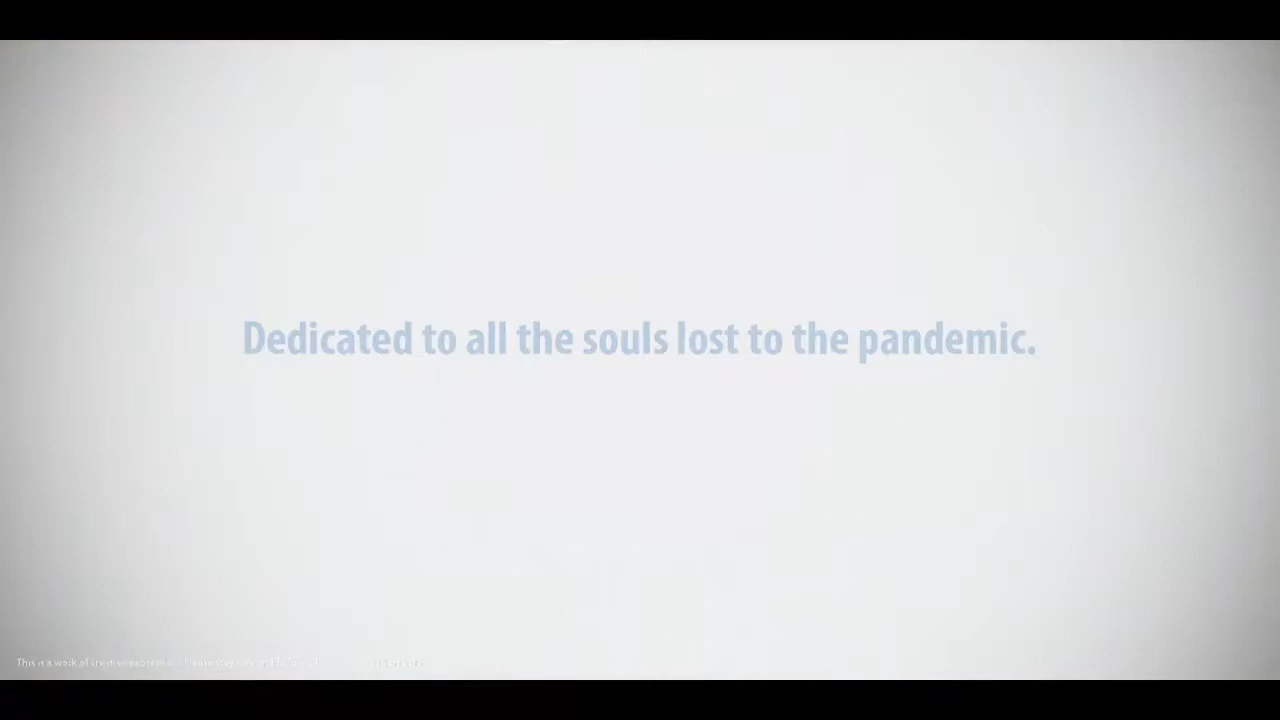 Dedicated to all the souls lost to the pandemic.
This is a work of creative expression.